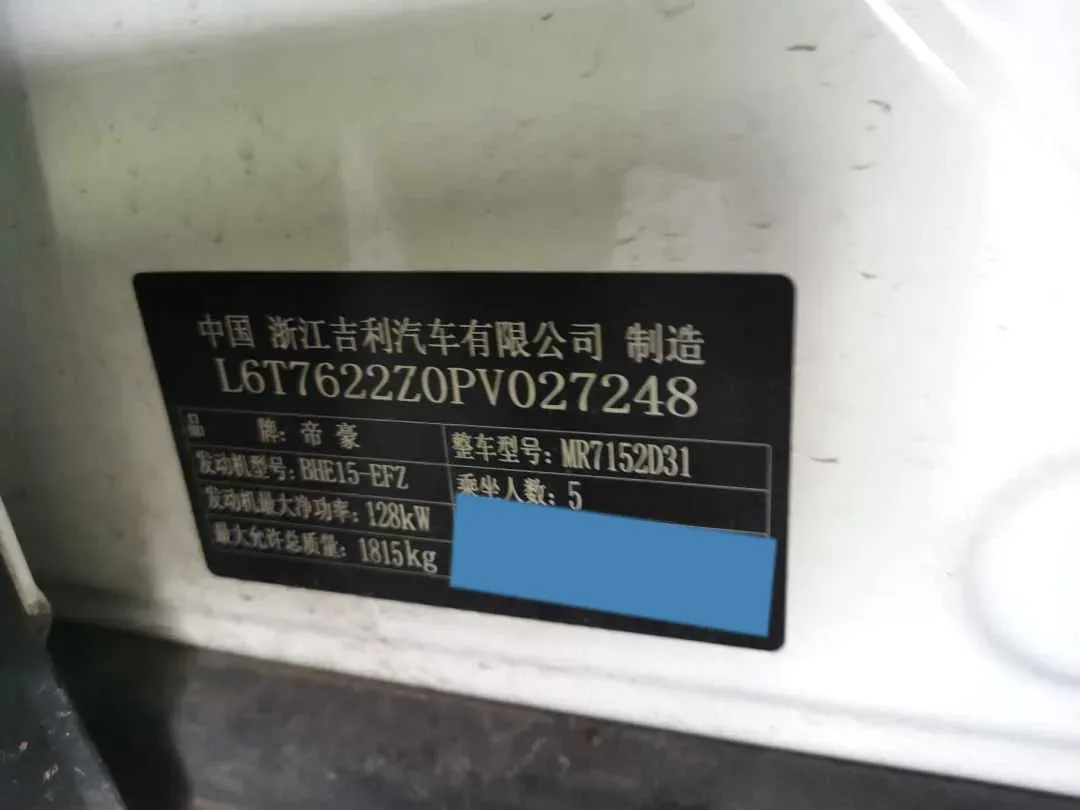 中国 浙江吉利汽车有限公司 制造
L6T7622Z0PV027248
品 牌: 帝豪
整车型号: MR7152D31
发动机型号: BHE15-EFZ
乘坐人数: 5
发动机最大净功率: 128kW
最大允许总质量: 1815kg